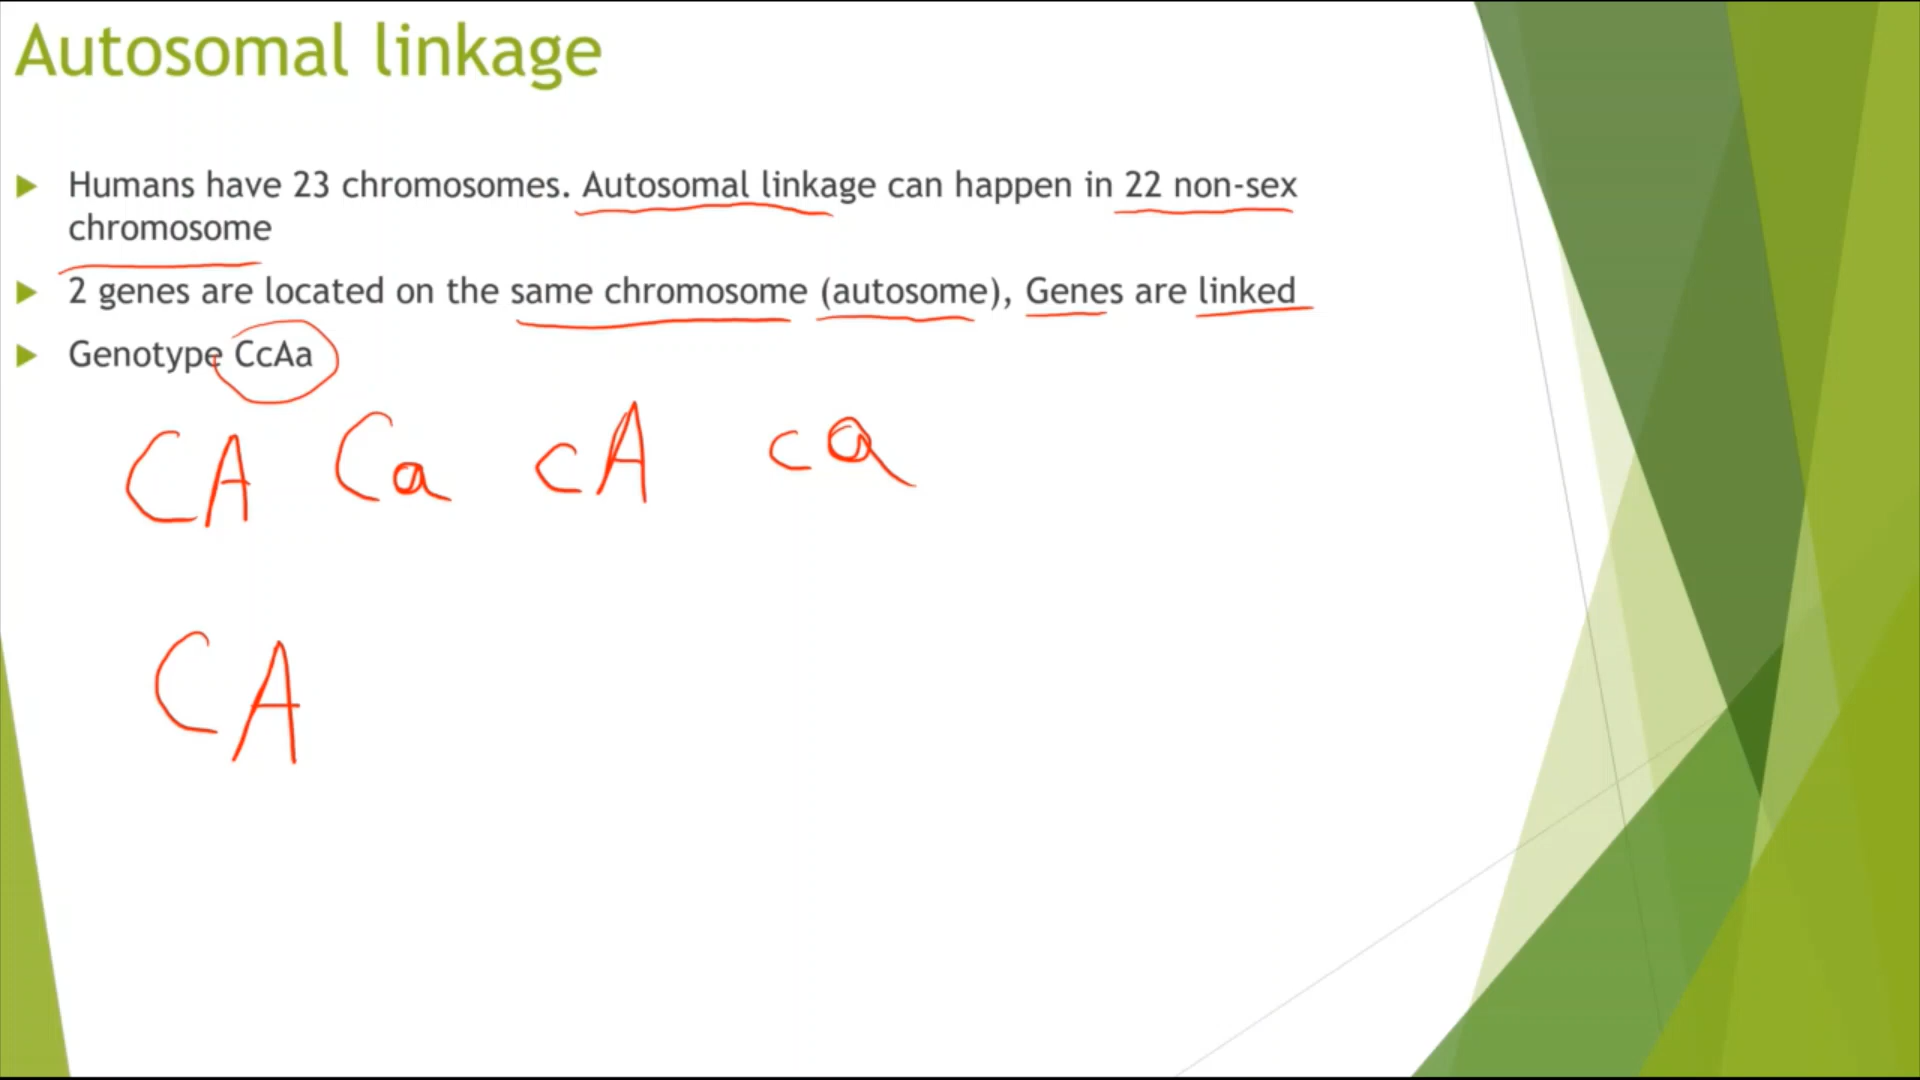 Autosomal linkage
Humans have 23 chromosomes. Autosomal linkage can happen in 22 non-sex
chromosome
2 genes are located on the same chromosome (autosome), Genes are linked
Genotype CcAa
CA Ca cA ca
CA